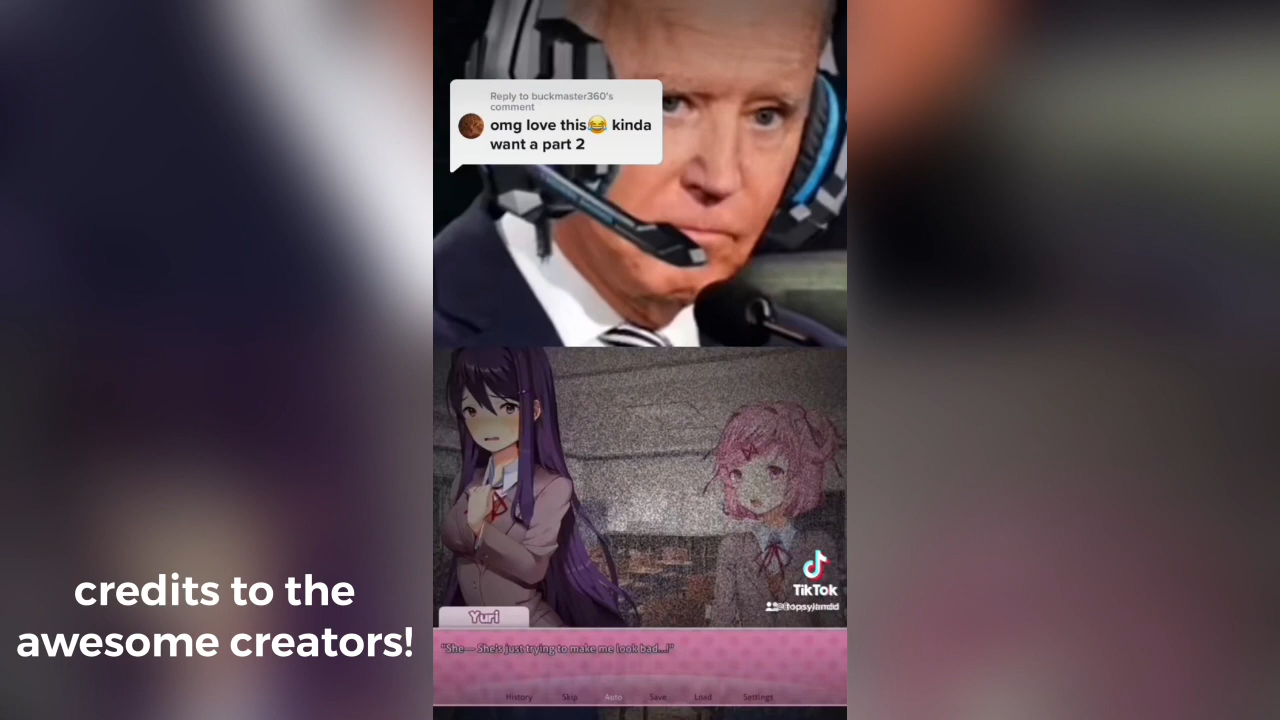 Reply to buckmaster360's
comment
omg love this😂 kinda
want a part 2
TikTok
Yuri
"She— She's just trying to make me look bad...!"
History Skip Auto Save Load Settings
credits to the
awesome creators!